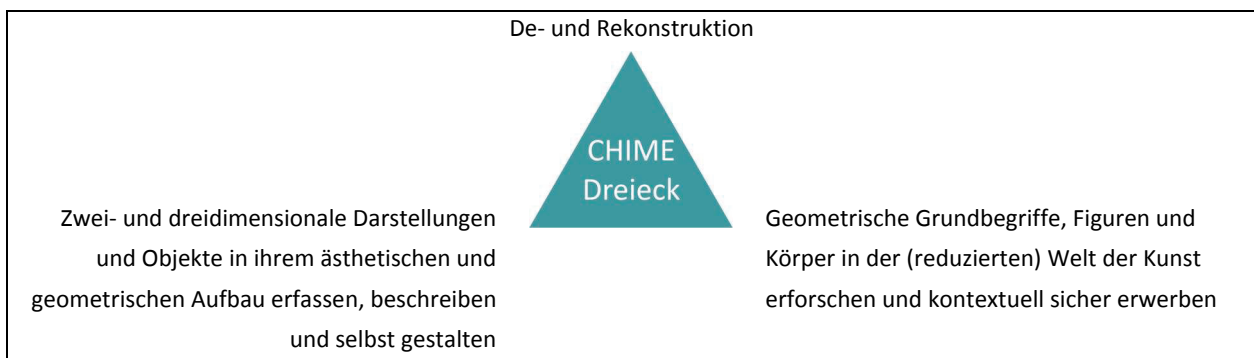 De- und Rekonstruktion
CHIME
Dreieck
Zwei- und dreidimensionale Darstellungen
und Objekte in ihrem ästhetischen und
geometrischen Aufbau erfassen, beschreiben
und selbst gestalten
Geometrische Grundbegriffe, Figuren und
Körper in der (reduzierten) Welt der Kunst
erforschen und kontextuell sicher erwerben